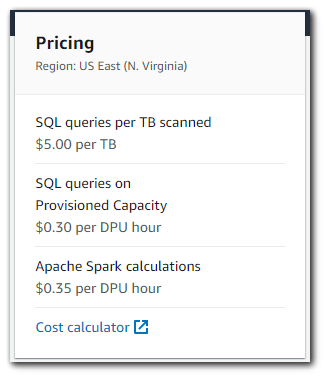 Pricing
Region: US East (N. Virginia)
SQL queries per TB scanned
$5.00 per TB
SQL queries on
Provisioned Capacity
$0.30 per DPU hour
Apache Spark calculations
$0.35 per DPU hour
Cost calculator